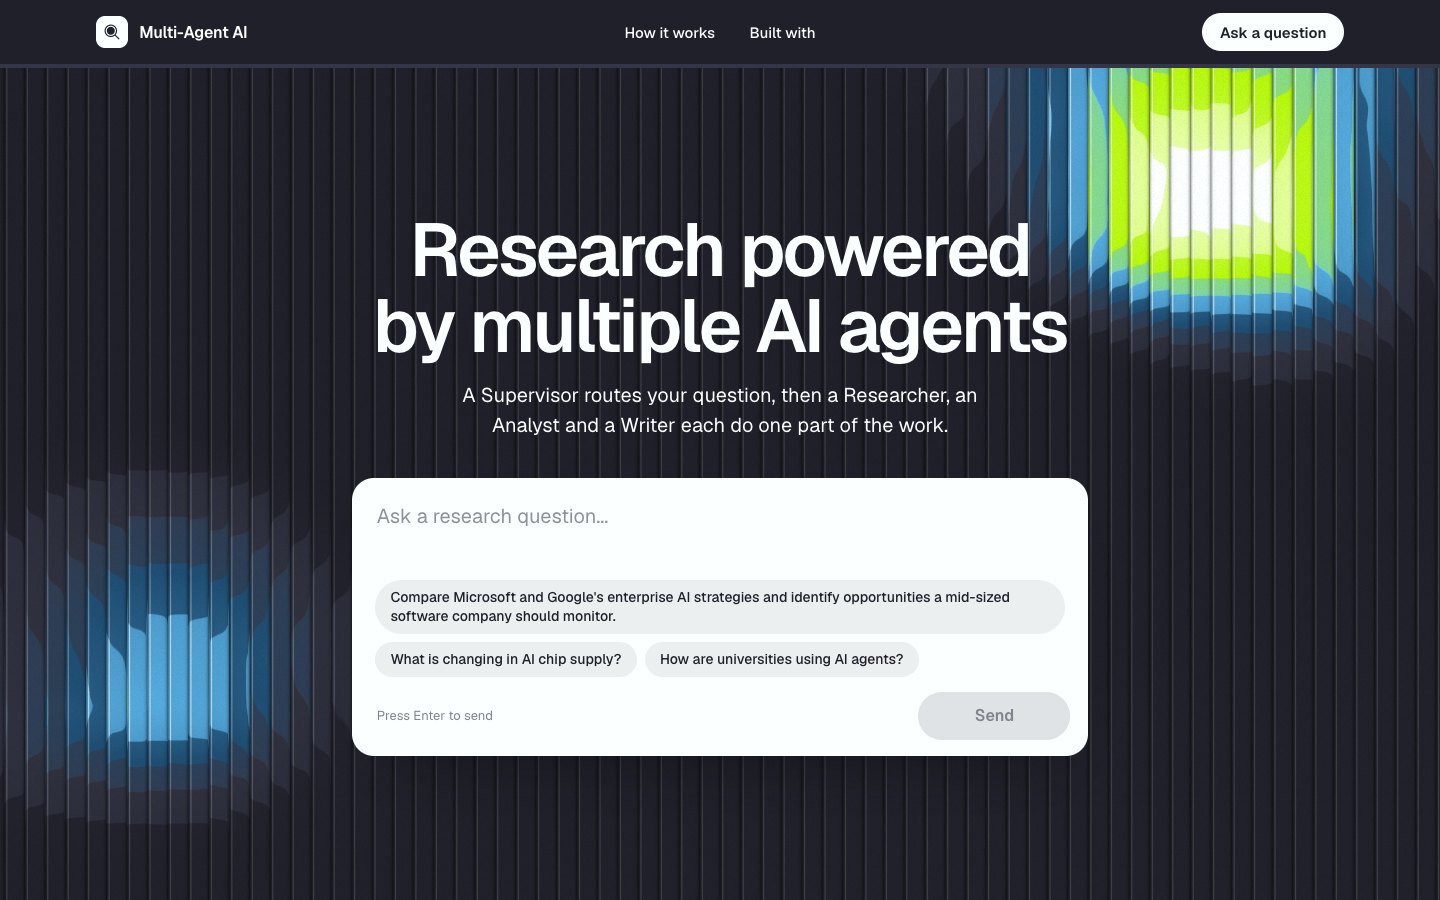 Multi-Agent AI
How it works
Built with
Ask a question
Research powered
by multiple AI agents
A Supervisor routes your question, then a Researcher, an
Analyst and a Writer each do one part of the work.
Ask a research question...
Compare Microsoft and Google's enterprise AI strategies and identify opportunities a mid-sized
software company should monitor.
What is changing in AI chip supply?
How are universities using AI agents?
Press Enter to send
Send